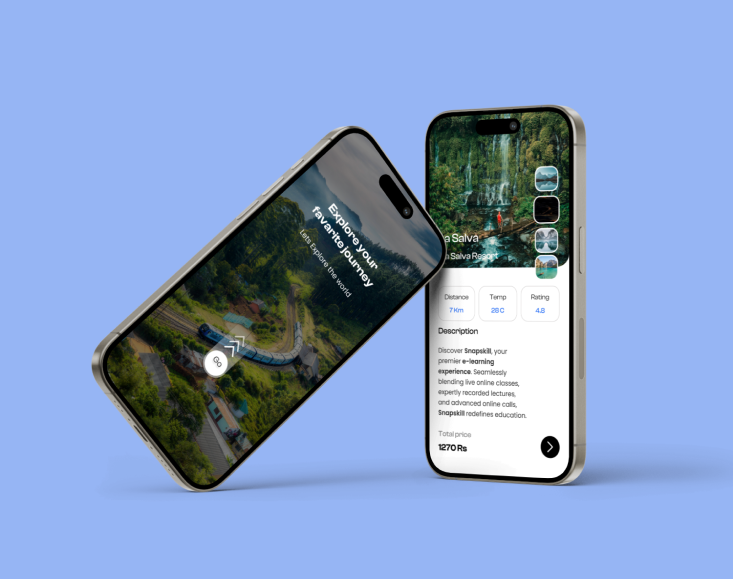 Explore your
favarite journey
Lets Explore the world
Go
a Salva
a Salva Resort
Distance
Temp
Rating
7 Km
28 C
4.8
Description
Discover Snapskill, your
premier e-learning
experience. Seamlessly
blending live online classes,
expertly recorded lectures,
and advanced online calls,
Snapskill redefines education.
Total price
1270 Rs